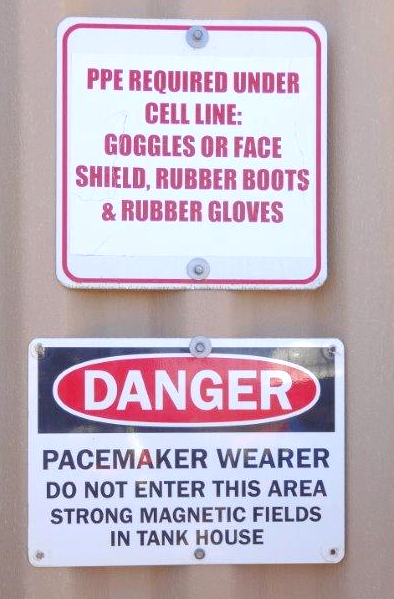 PPE REQUIRED UNDER
CELL LINE:
GOGGLES OR FACE
SHIELD, RUBBER BOOTS
& RUBBER GLOVES
DANGER
PACEMAKER WEARER
DO NOT ENTER THIS AREA
STRONG MAGNETIC FIELDS
IN TANK HOUSE